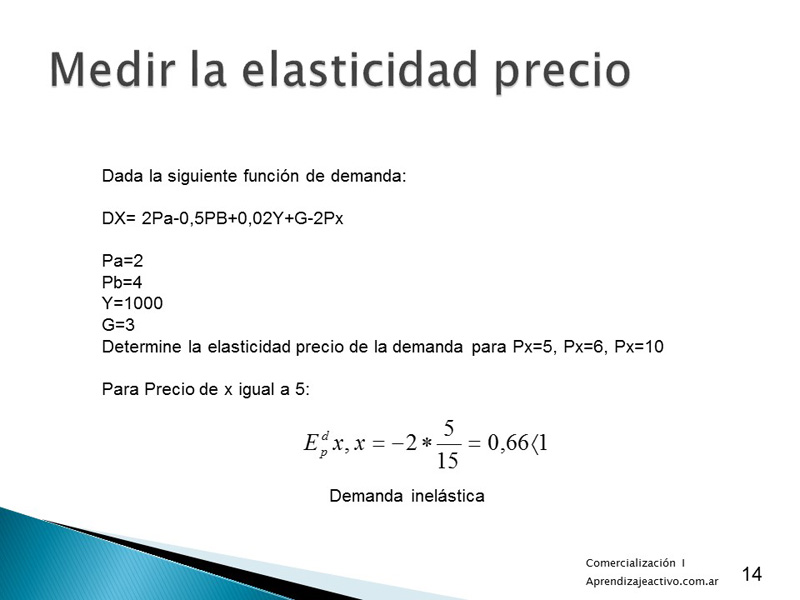 Medir la elasticidad precio
Dada la siguiente función de demanda:
DX= 2Pa-0,5PB+0,02Y+G-2Px
Pa=2
Pb=4
Y=1000
G=3
Determine la elasticidad precio de la demanda para Px=5, Px=6, Px=10
Para Precio de x igual a 5:
E_p^d x, x = −2 * 5/15 = 0,66⟨1
Demanda inelástica
Comercialización I
Aprendizajeactivo.com.ar
14